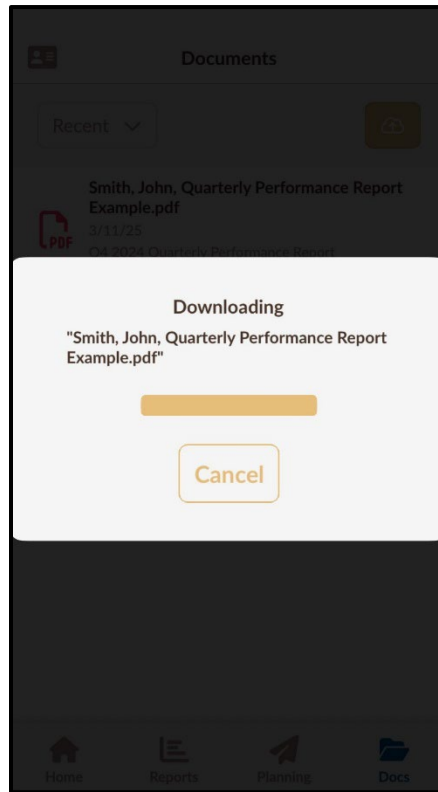 Documents
Recent
Smith, John, Quarterly Performance Report
Example.pdf
PDF
3/11/25
Q4 2024 Quarterly Performance Report
Downloading
"Smith, John, Quarterly Performance Report
Example.pdf"
Cancel
Home Reports Planning Docs